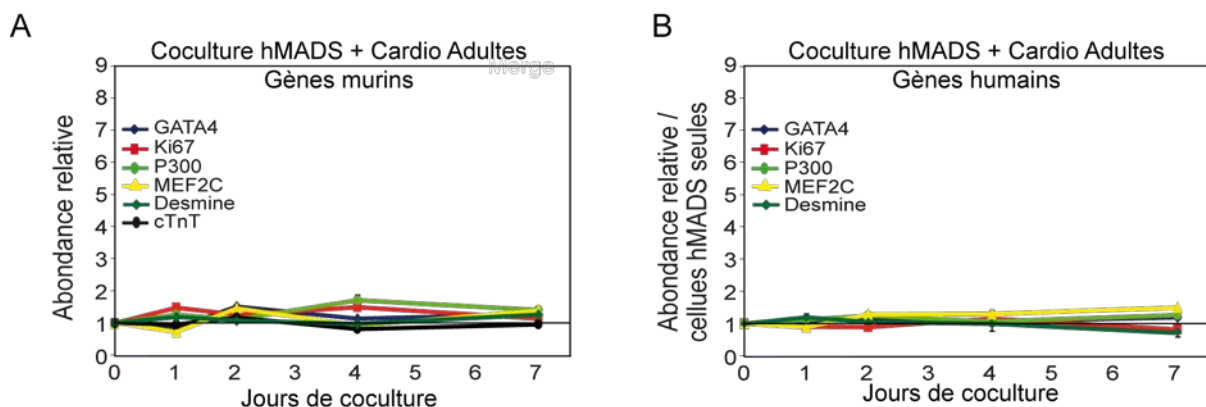 A
Coculture hMADS + Cardio Adultes
Merge
Gènes murins
Abondance relative
9
8
7
6
5
4
3
2
1
0
GATA4
Ki67
P300
MEF2C
Desmine
cTnT
0 1 2 3 4 5 6 7
Jours de coculture
B
Coculture hMADS + Cardio Adultes
Gènes humains
Abondance relative /
cellues hMADS seules
9
8
7
6
5
4
3
2
1
0
GATA4
Ki67
P300
MEF2C
Desmine
0 1 2 3 4 5 6 7
Jours de coculture